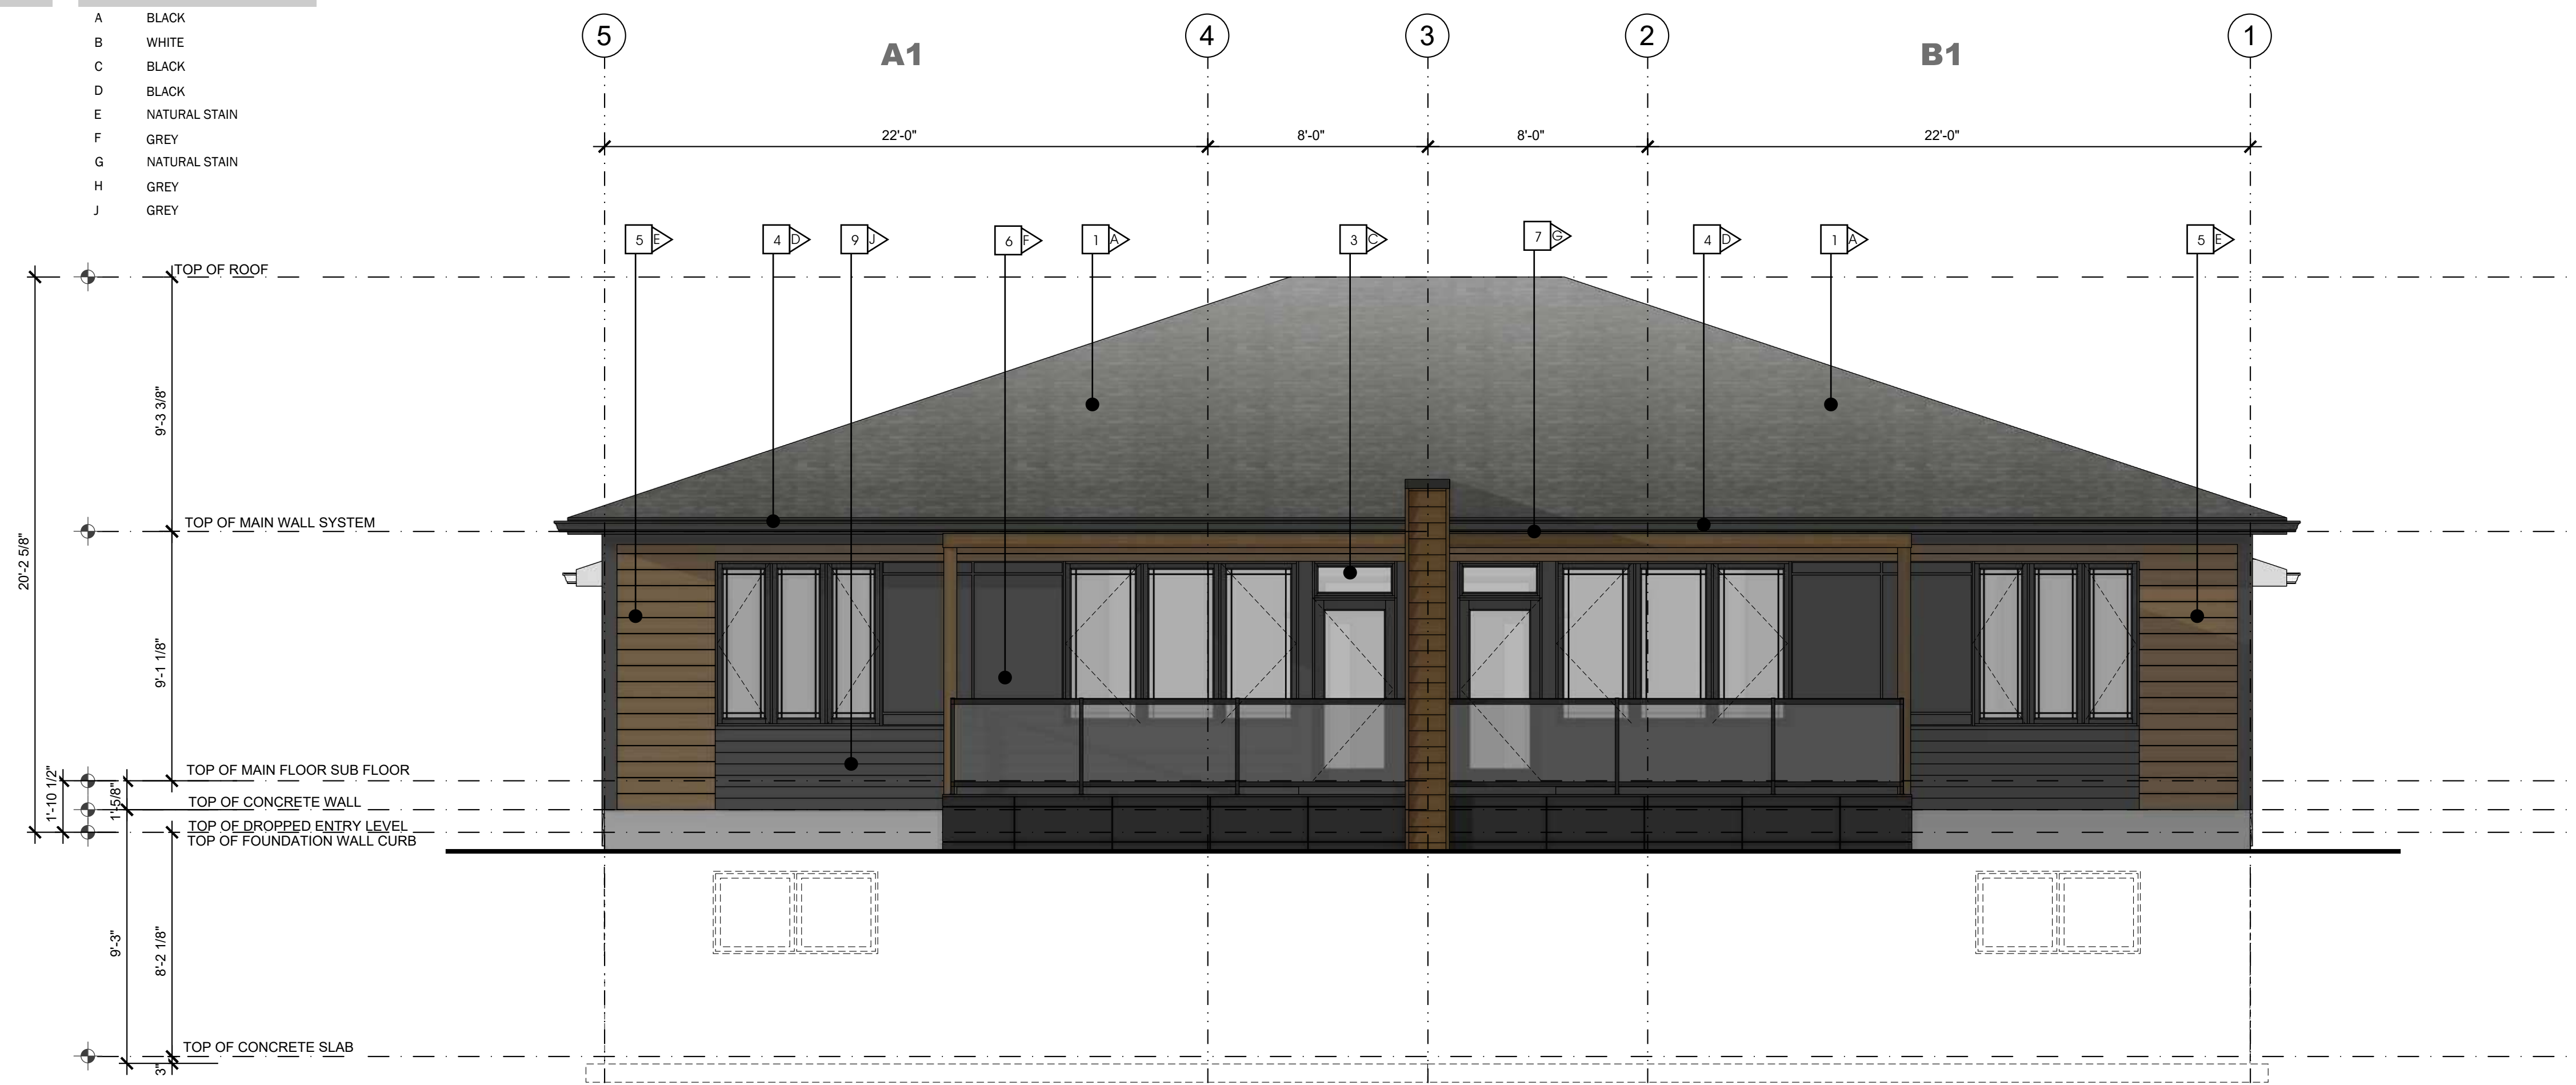 A BLACK
B WHITE
C BLACK
D BLACK
E NATURAL STAIN
F GREY
G NATURAL STAIN
H GREY
J GREY
5 4 3 2 1
A1 B1
22'-0" 8'-0" 8'-0" 22'-0"
5 E 4 D 9 J 6 F 1 A 3 C 7 G 4 D 1 A 5 E
TOP OF ROOF
9'-3 3/8"
TOP OF MAIN WALL SYSTEM
20'-2 5/8"
9'-1 1/8"
TOP OF MAIN FLOOR SUB FLOOR
1'-10 1/2"
1'-5/8"
TOP OF CONCRETE WALL
TOP OF DROPPED ENTRY LEVEL
TOP OF FOUNDATION WALL CURB
9'-3"
8'-2 1/8"
TOP OF CONCRETE SLAB
3"